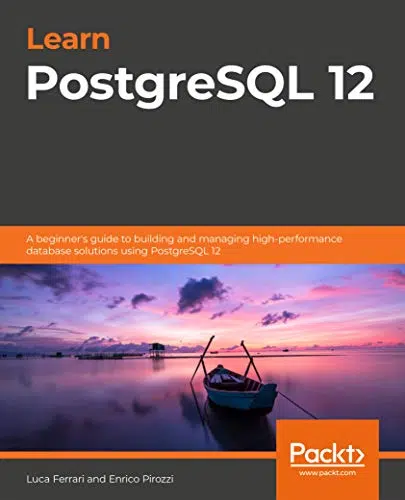 Learn
PostgreSQL 12
A beginner's guide to building and managing high-performance
database solutions using PostgreSQL 12
Luca Ferrari and Enrico Pirozzi
Packt>
www.packt.com